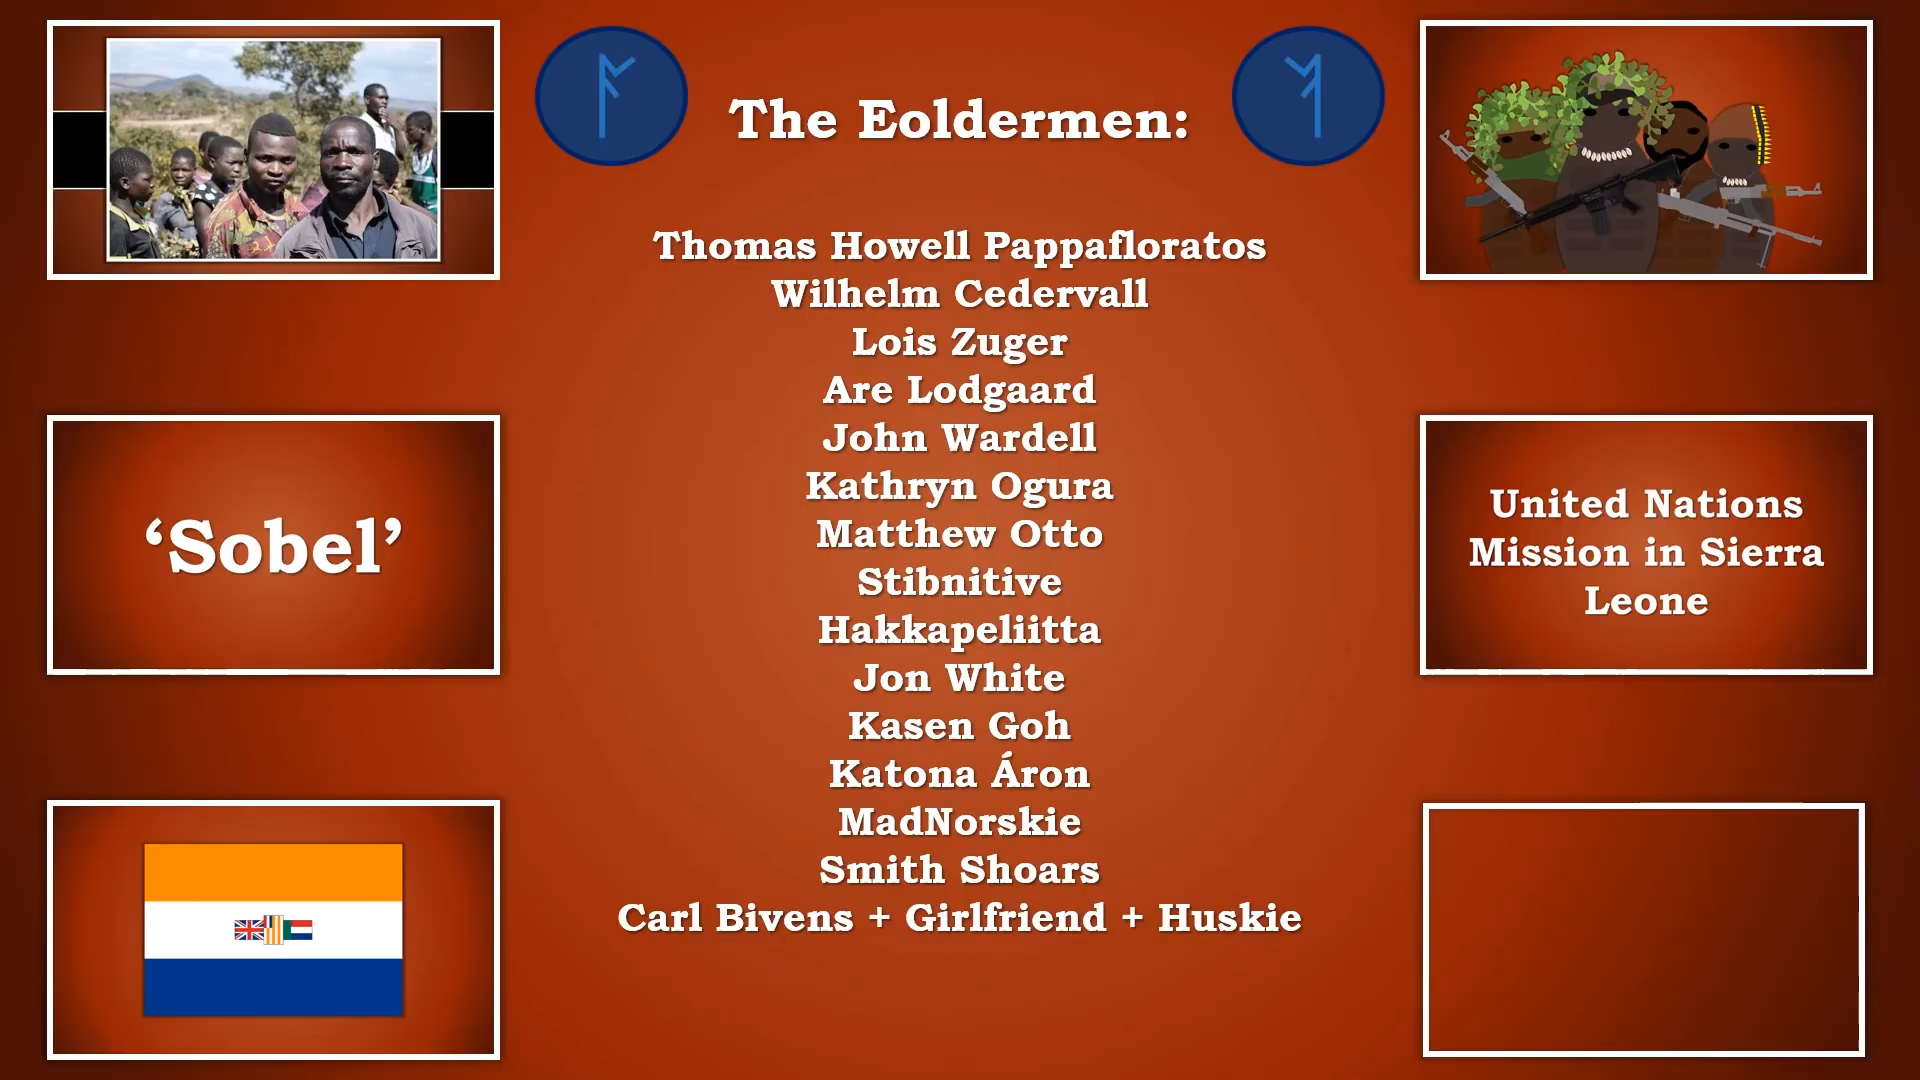 The Eoldermen:
Thomas Howell Pappafloratos
Wilhelm Cedervall
Lois Zuger
Are Lodgaard
John Wardell
Kathryn Ogura
Matthew Otto
Stibnitive
Hakkapeliitta
Jon White
Kasen Goh
Katona Áron
MadNorskie
Smith Shoars
Carl Bivens + Girlfriend + Huskie
‘Sobel’
United Nations
Mission in Sierra
Leone